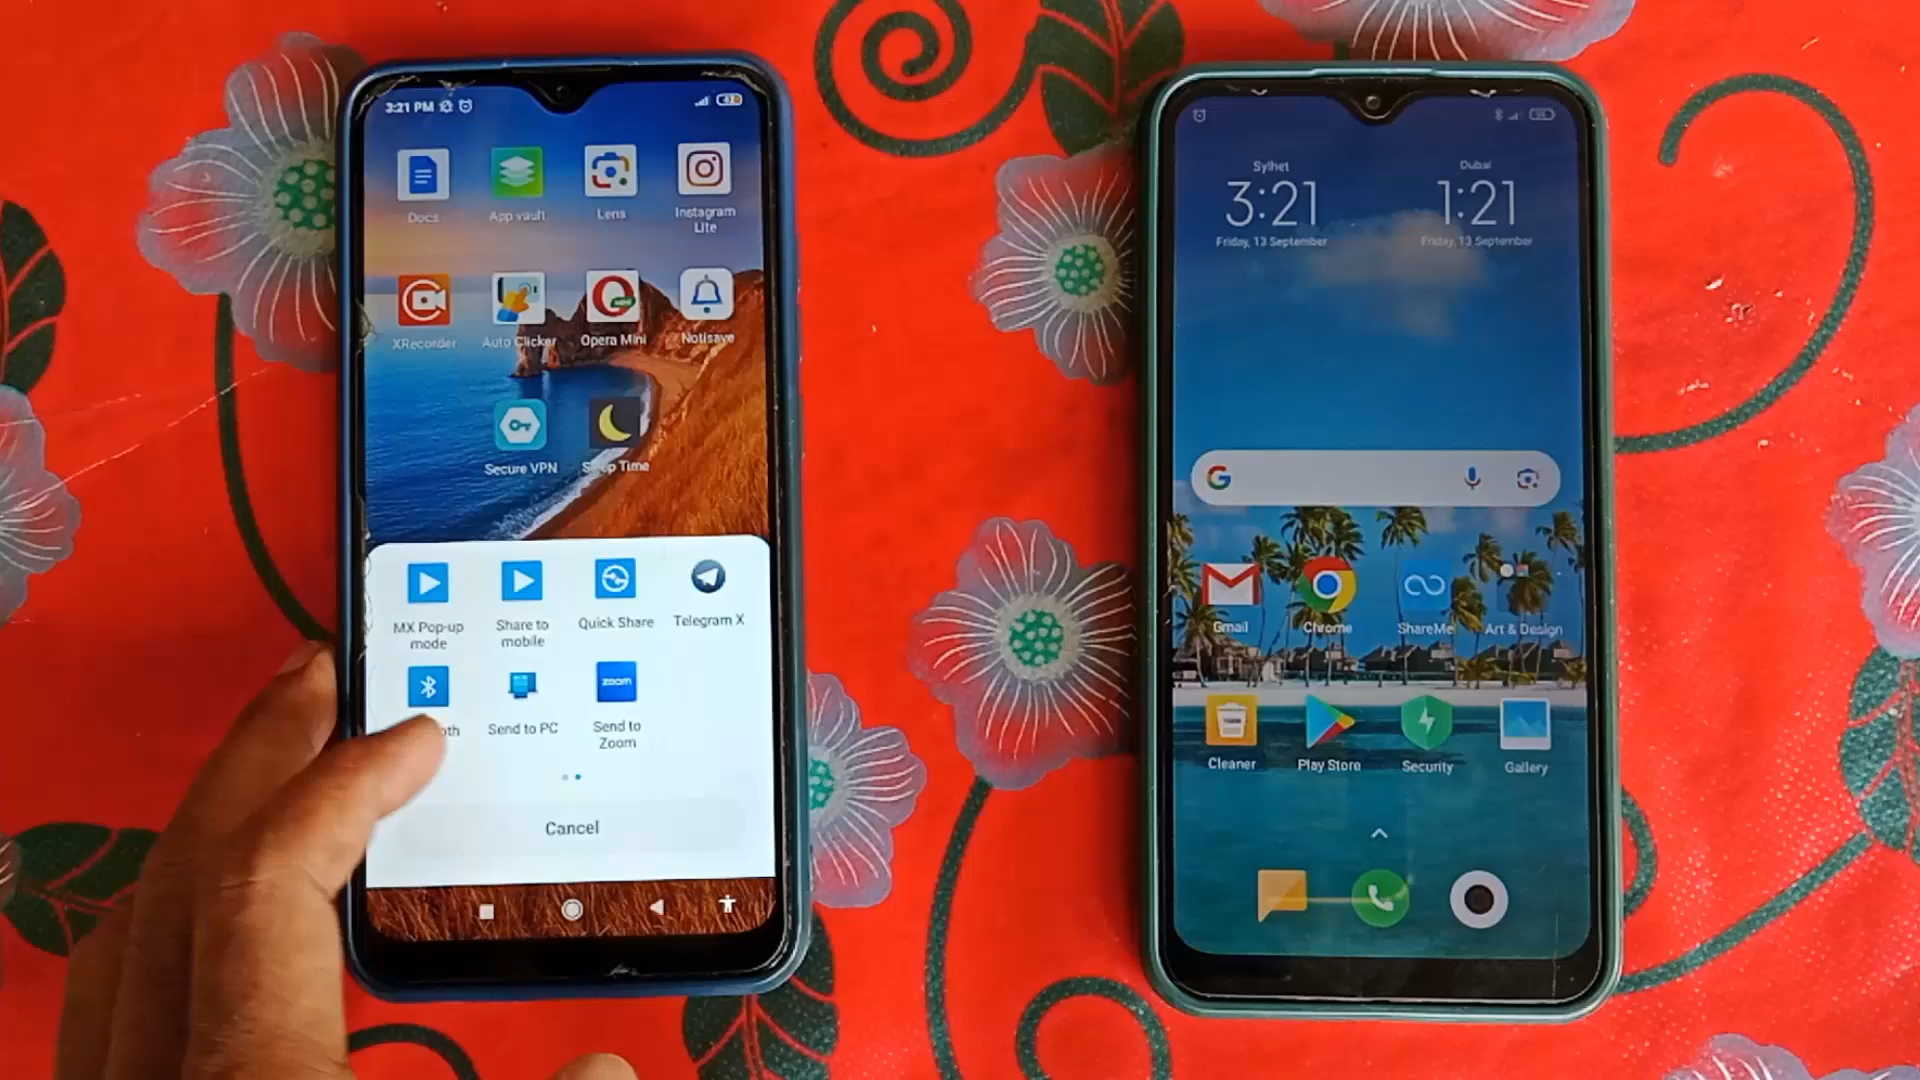 3:21 PM
Docs
App vault
Lens
Instagram
Lite
XRecorder
Auto Clicker
Opera Mini
Notisave
Secure VPN
Time
MX Pop-up
mode
Share to
mobile
Quick Share
Telegram X
oth
Send to PC
zoom
Send to
Zoom
Cancel
Sylhet
3:21
Friday, 13 September
Dubai
1:21
Friday, 13 September
Gmail
Chrome
ShareMe
Art & Design
Cleaner
Play Store
Security
Gallery